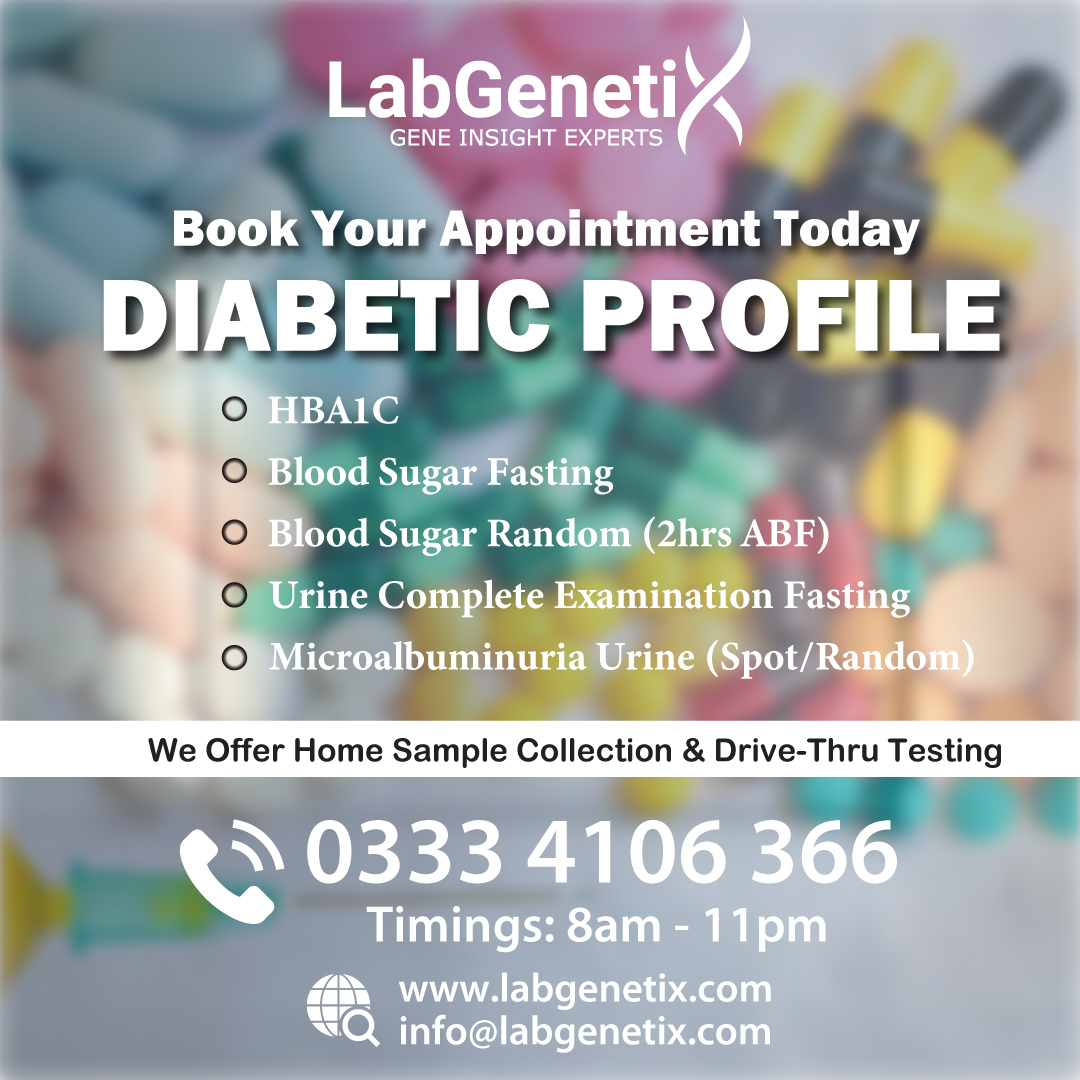 LabGenetiX
GENE INSIGHT EXPERTS
Book Your Appointment Today
DIABETIC PROFILE
HBA1C
Blood Sugar Fasting
Blood Sugar Random (2hrs ABF)
Urine Complete Examination Fasting
Microalbuminuria Urine (Spot/Random)
We Offer Home Sample Collection & Drive-Thru Testing
0333 4106 366
Timings: 8am - 11pm
www.labgenetix.com
info@labgenetix.com